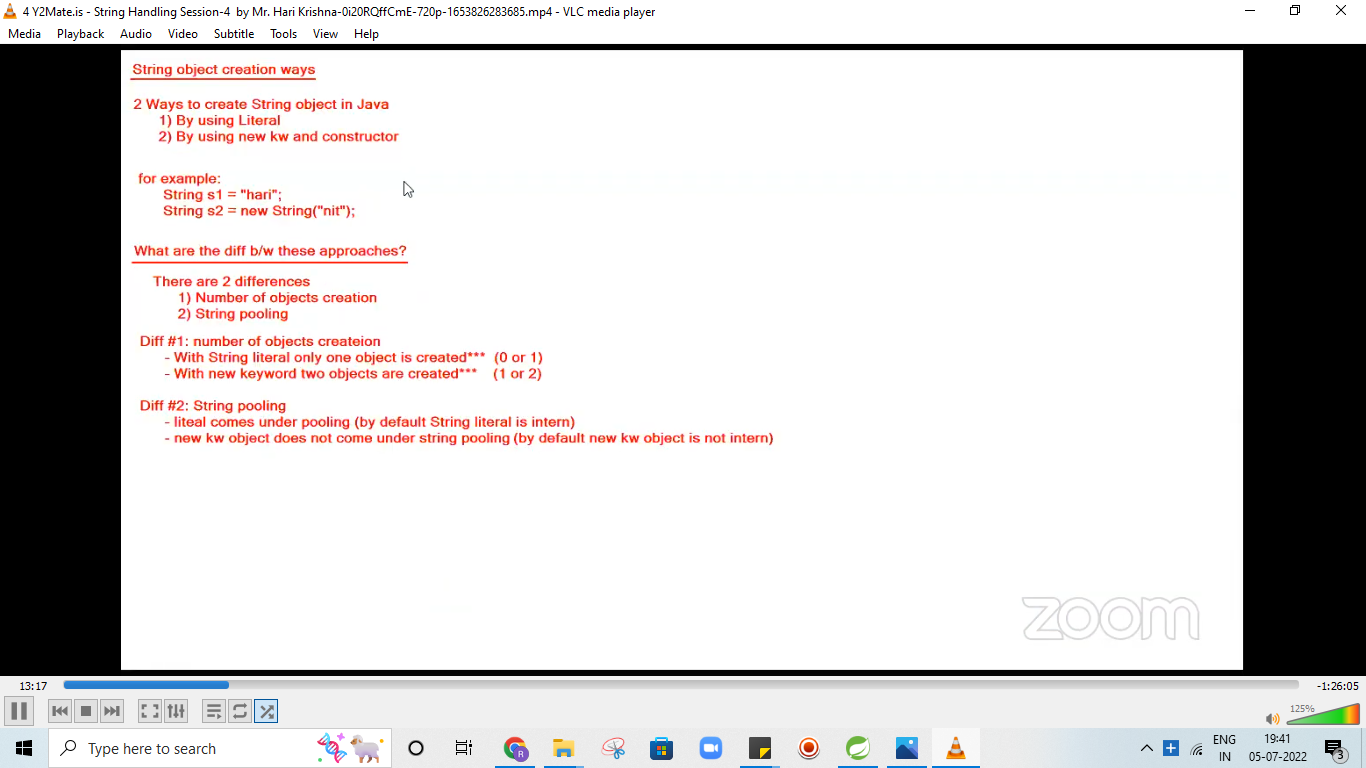 4 Y2Mate.is - String Handling Session-4  by Mr. Hari Krishna-0i20RQffCmE-720p-1653826283685.mp4 - VLC media player
Media Playback Audio Video Subtitle Tools View Help
String object creation ways
2 Ways to create String object in Java
1) By using Literal
2) By using new kw and constructor
for example:
String s1 = "hari";
String s2 = new String("nit");
What are the diff b/w these approaches?
There are 2 differences
1) Number of objects creation
2) String pooling
Diff #1: number of objects createion
- With String literal only one object is created*** (0 or 1)
- With new keyword two objects are created*** (1 or 2)
Diff #2: String pooling
- liteal comes under pooling (by default String literal is intern)
- new kw object does not come under string pooling (by default new kw object is not intern)
zoom
13:17 -1:26:05
125%
Type here to search
R
ENG
IN
19:41
05-07-2022
3